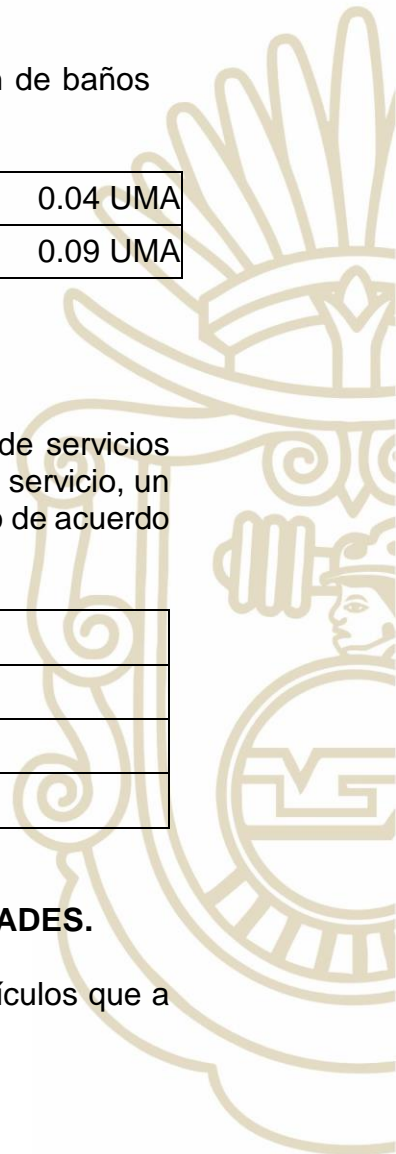 de baños
0.04 UMA
0.09 UMA
de servicios
servicio, un
de acuerdo
ADES.
ículos que a